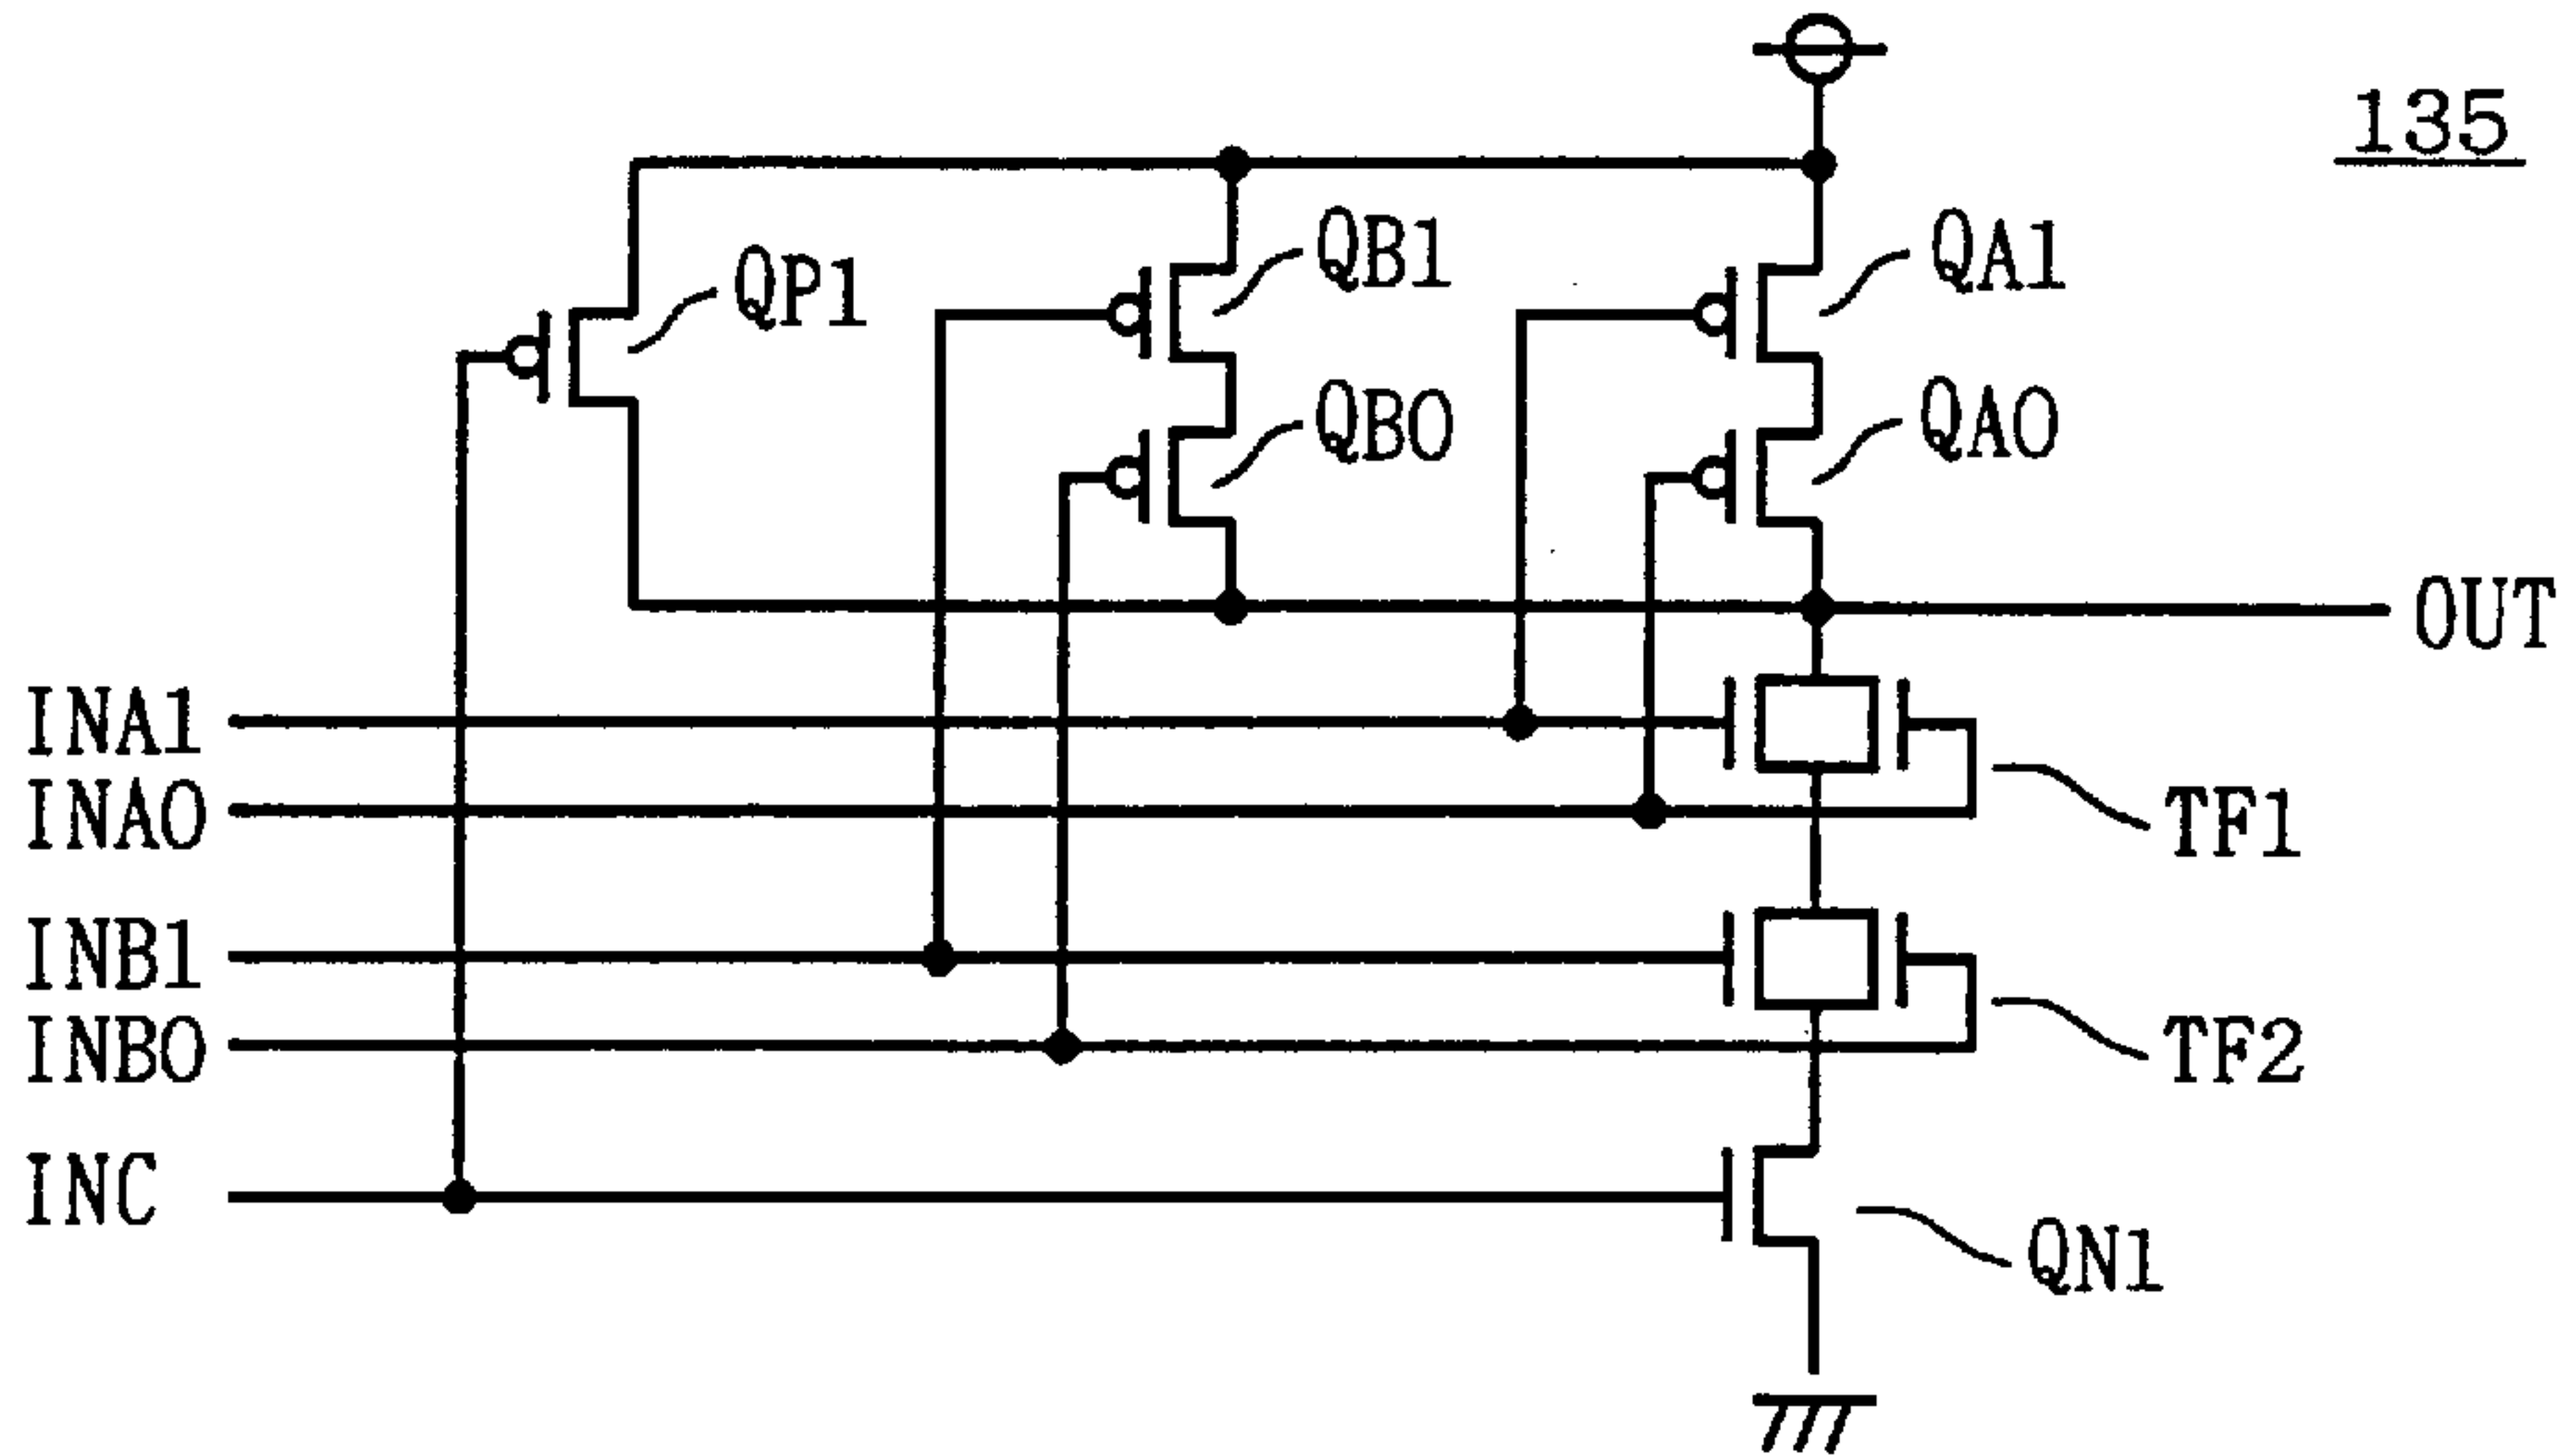 135
QP1
QB1
QA1
QB0
QA0
OUT
INA1
INA0
TF1
INB1
INB0
TF2
INC
QN1